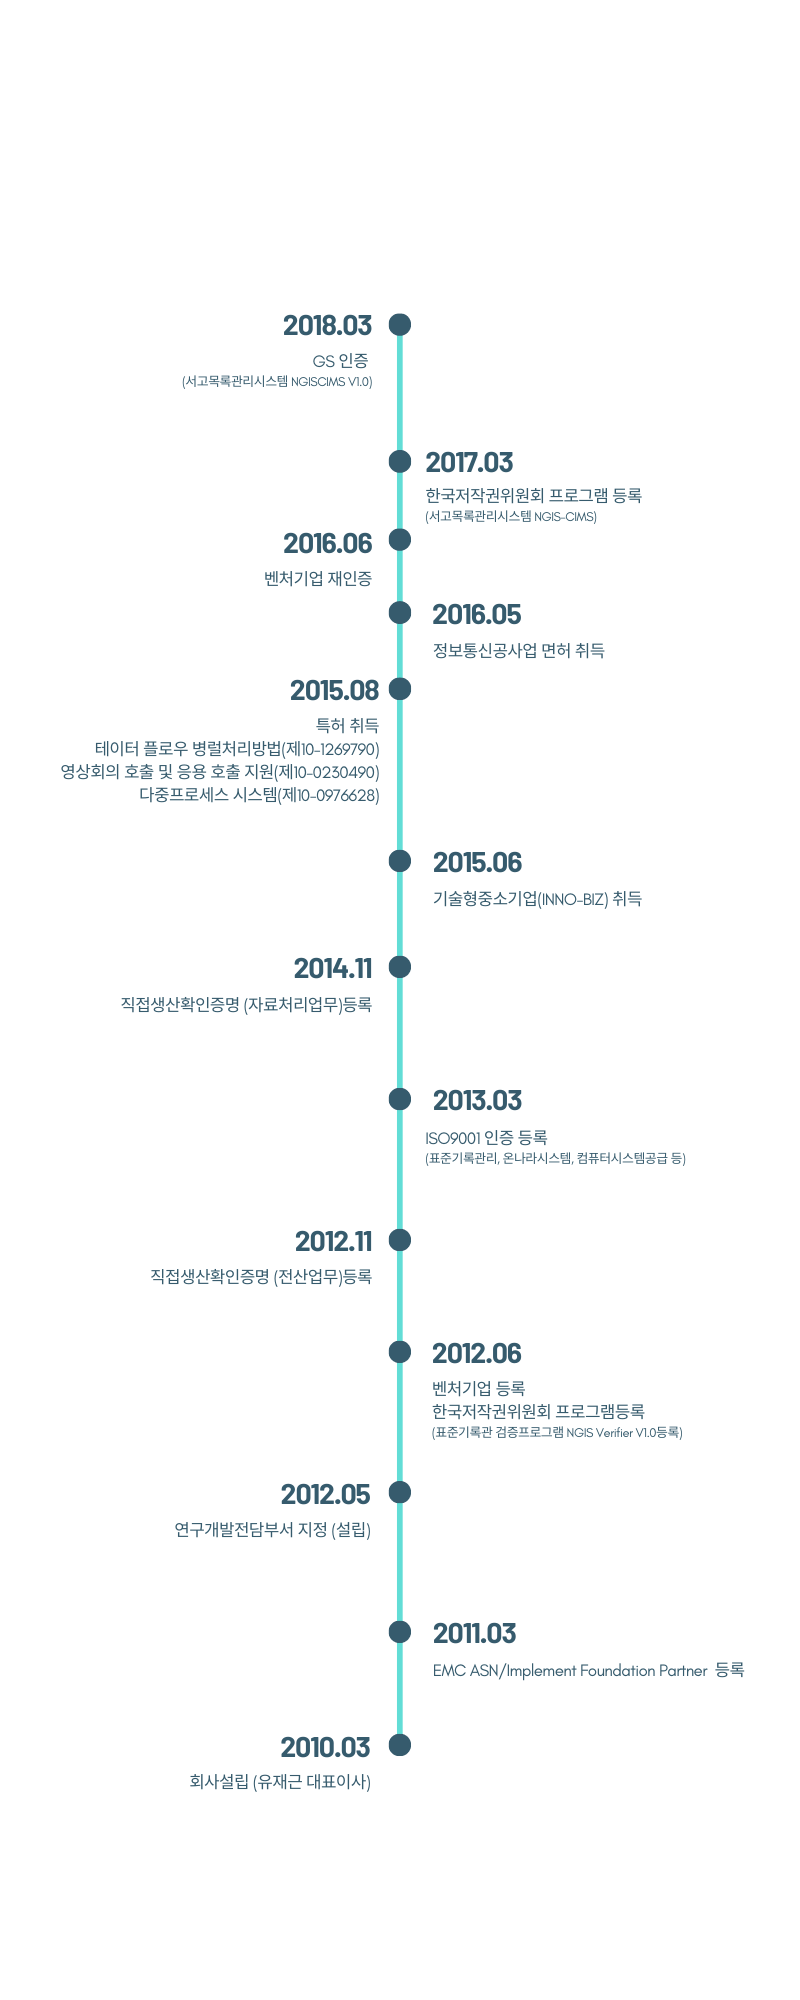 2018.03
GS 인증
(서고목록관리시스템 NGISCIMS V1.0)
2017.03
한국저작권위원회 프로그램 등록
(서고목록관리시스템 NGIS-CIMS)
2016.06
벤처기업 재인증
2016.05
정보통신공사업 면허 취득
2015.08
특허 취득
테이터 플로우 병럴처리방법(제10-1269790)
영상회의 호출 및 응용 호출 지원(제10-0230490)
다중프로세스 시스템(제10-0976628)
2015.06
기술형중소기업(INNO-BIZ) 취득
2014.11
직접생산확인증명 (자료처리업무)등록
2013.03
ISO9001 인증 등록
(표준기록관리, 온나라시스템, 컴퓨터시스템공급 등)
2012.11
직접생산확인증명 (전산업무)등록
2012.06
벤처기업 등록
한국저작권위원회 프로그램등록
(표준기록관 검증프로그램 NGIS Verifier V1.0등록)
2012.05
연구개발전담부서 지정 (설립)
2011.03
EMC ASN/Implement Foundation Partner 등록
2010.03
회사설립 (유재근 대표이사)